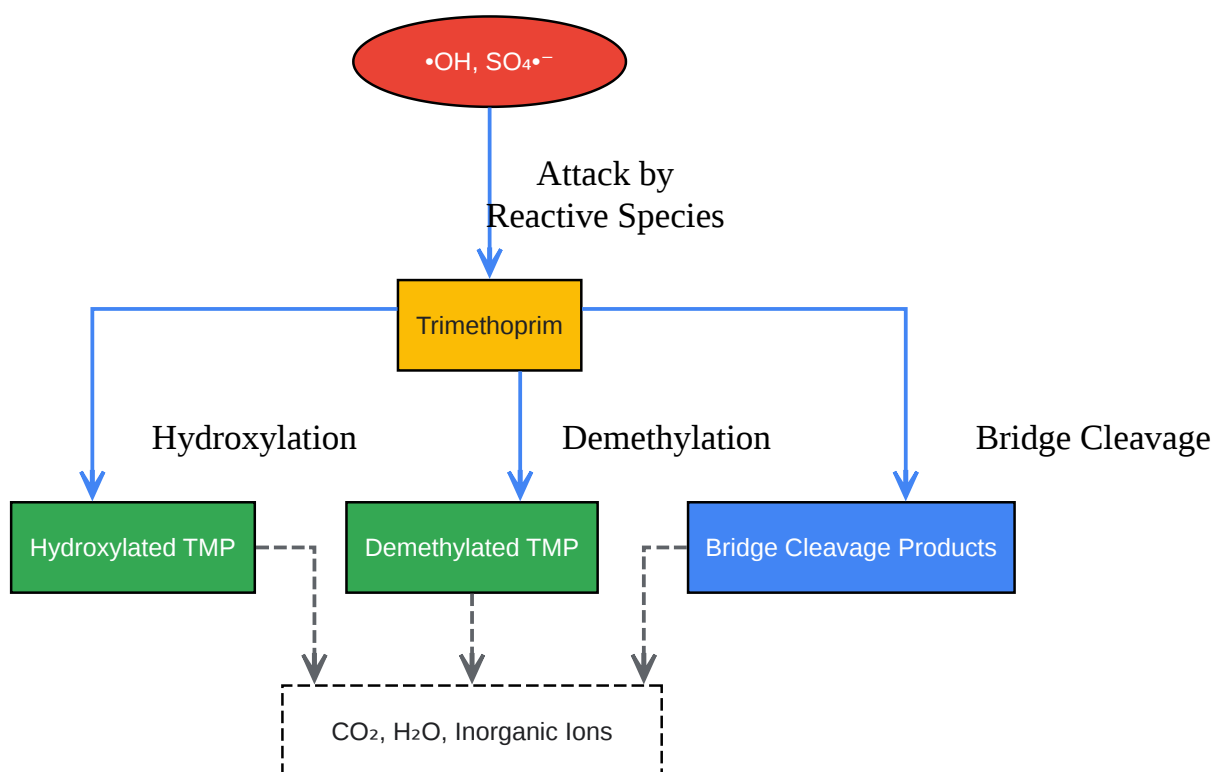 •OH, SO₄•⁻
Attack by
Reactive Species
Trimethoprim
Hydroxylation
Demethylation
Bridge Cleavage
Hydroxylated TMP
Demethylated TMP
Bridge Cleavage Products
CO₂, H₂O, Inorganic Ions